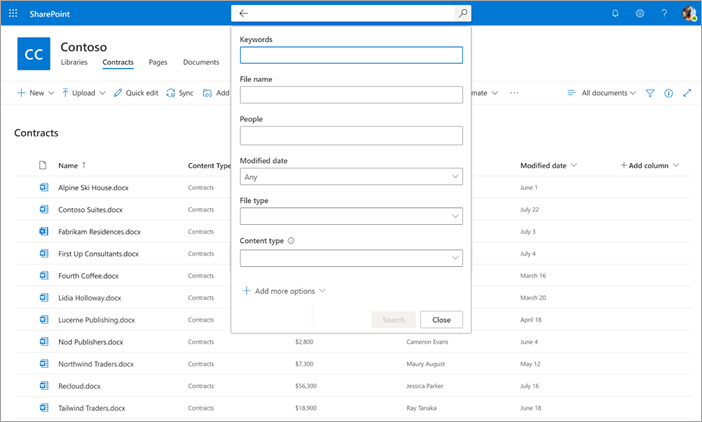 SharePoint
?
CC
Contoso
Libraries Contracts Pages Documents
New Upload Quick edit Sync Add mate ... All documents
Contracts
Name ↑ Content Type Modified date + Add column
Alpine Ski House.docx Contracts June 1
Contoso Suites.docx Contracts July 22
Fabrikam Residences.docx Contracts July 3
First Up Consultants.docx Contracts July 4
Fourth Coffee.docx Contracts March 16
Lidia Holloway.docx Contracts March 20
Lucerne Publishing.docx Contracts April 18
Nod Publishers.docx Contracts $2,800 Cameron Evans June 4
Northwind Traders.docx Contracts $7,300 Maury August May 12
Recloud.docx Contracts $56,300 Jessica Parker July 16
Tailwind Traders.docx Contracts $18,900 Ray Tanaka June 18
Keywords
File name
People
Modified date
Any
File type
Content type
Add more options
Search Close